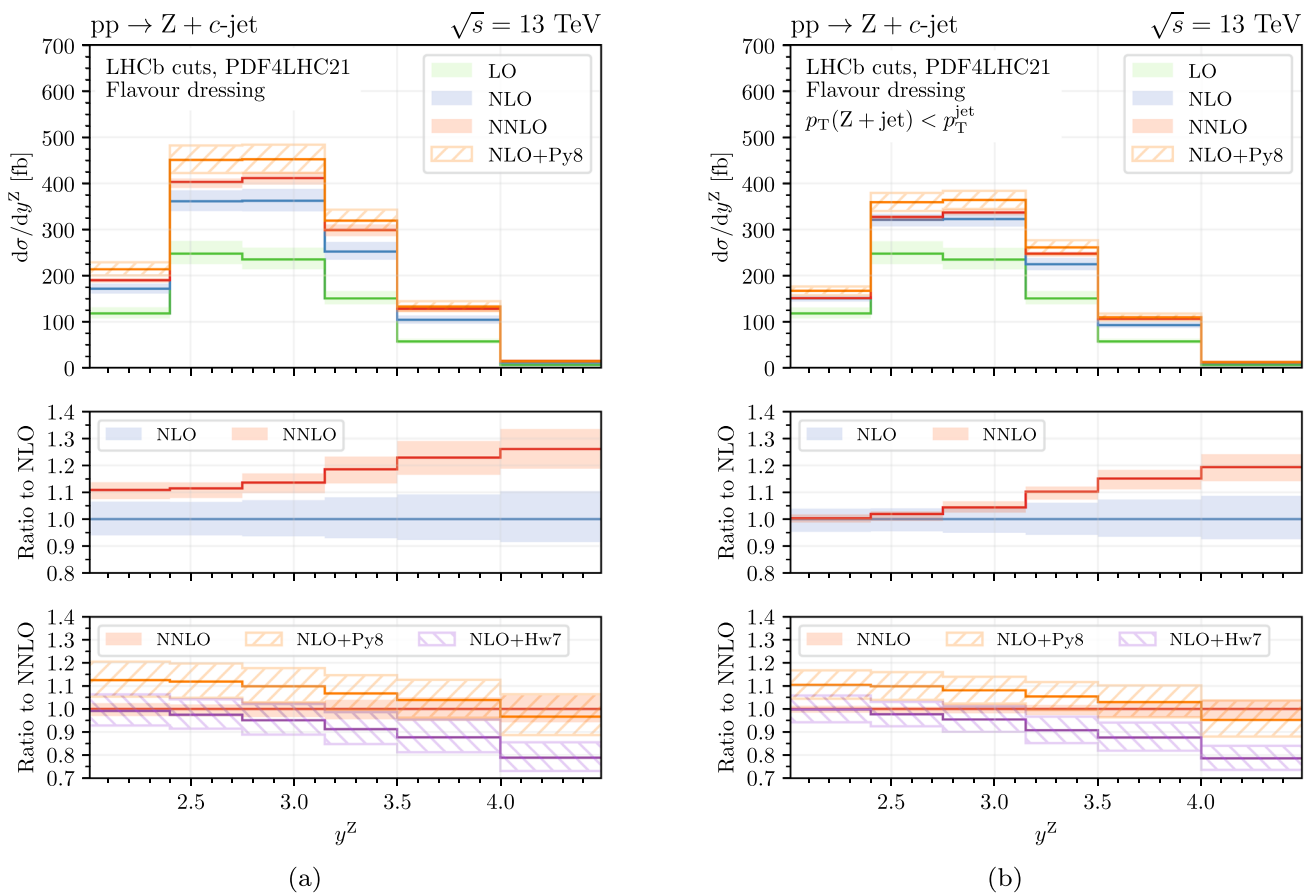 pp → Z + c-jet √s = 13 TeV
LHCb cuts, PDF4LHC21
Flavour dressing
LO
NLO
NNLO
NLO+Py8
dσ/dy^Z [fb]
700
600
500
400
300
200
100
0
NLO NNLO
Ratio to NLO
1.4
1.3
1.2
1.1
1.0
0.9
0.8
NNLO NLO+Py8 NLO+Hw7
Ratio to NNLO
1.4
1.3
1.2
1.1
1.0
0.9
0.8
0.7
2.5 3.0 3.5 4.0
y^Z
(a)
pp → Z + c-jet √s = 13 TeV
LHCb cuts, PDF4LHC21
Flavour dressing
p_T(Z + jet) < p_T^jet
LO
NLO
NNLO
NLO+Py8
dσ/dy^Z [fb]
700
600
500
400
300
200
100
0
NLO NNLO
Ratio to NLO
1.4
1.3
1.2
1.1
1.0
0.9
0.8
NNLO NLO+Py8 NLO+Hw7
Ratio to NNLO
1.4
1.3
1.2
1.1
1.0
0.9
0.8
0.7
2.5 3.0 3.5 4.0
y^Z
(b)